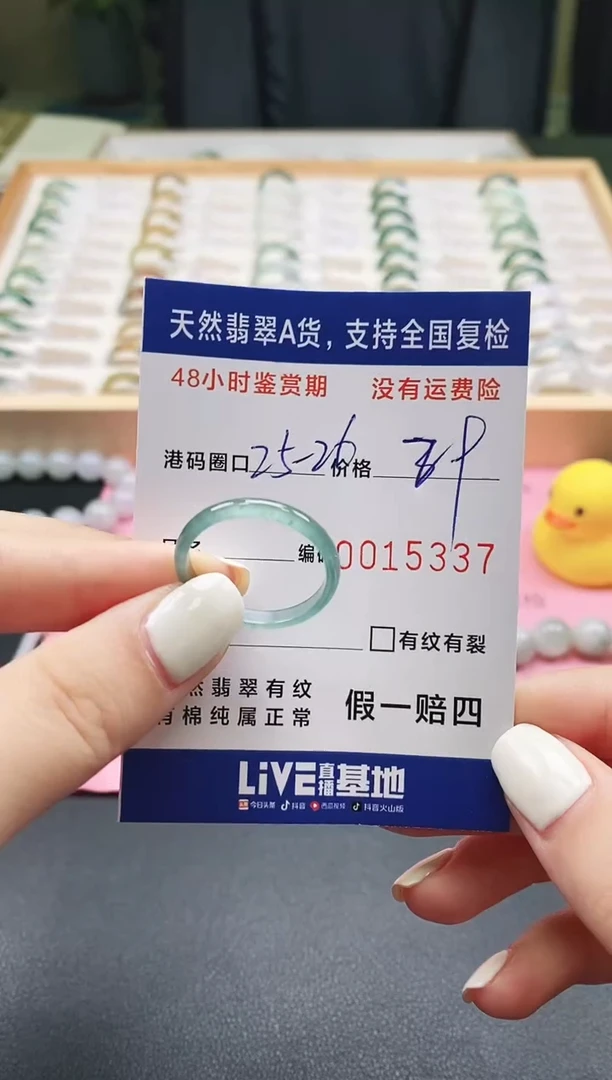 天然翡翠A货，支持全国复检
48小时鉴赏期 没有运费险
港码圈口25-26价格
编 0015337
□有纹有裂
然翡翠有纹
有棉纯属正常
假一赔四
LiVE直播基地
今日头条 抖音 西瓜视频 抖音火山版